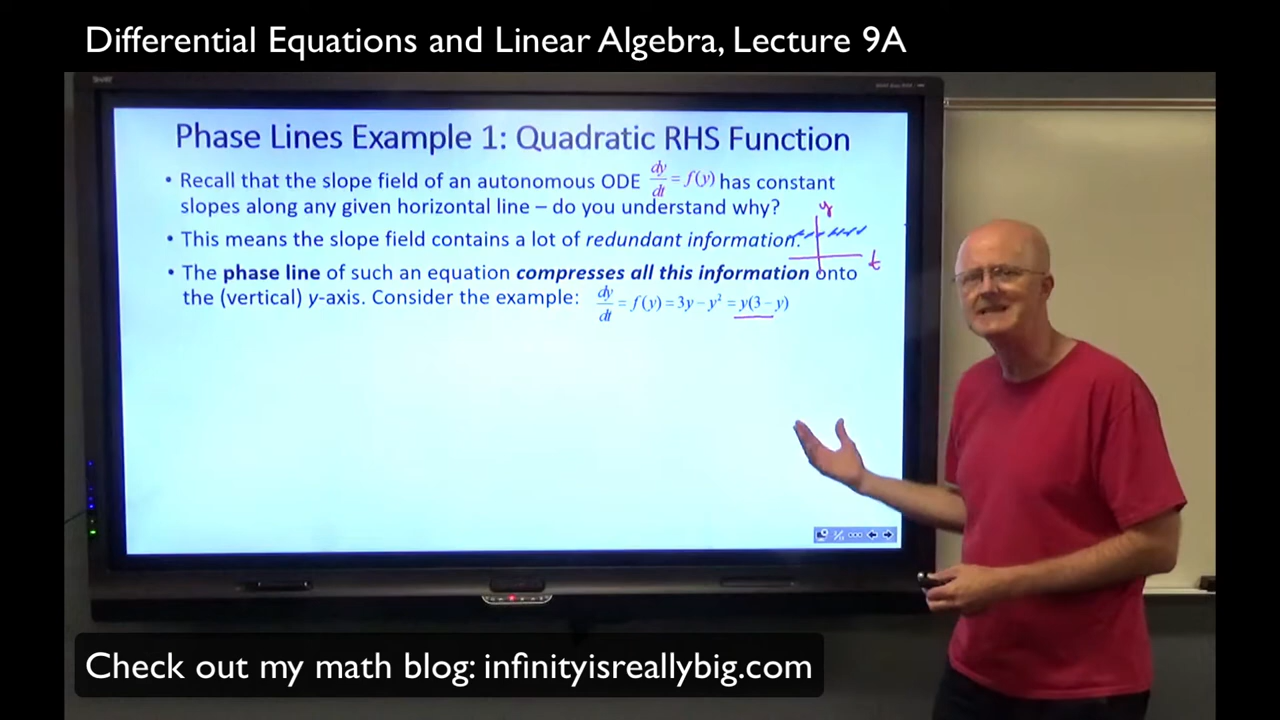 Differential Equations and Linear Algebra, Lecture 9A
SMART
Phase Lines Example 1: Quadratic RHS Function
• Recall that the slope field of an autonomous ODE dy/dt = f(y) has constant
slopes along any given horizontal line – do you understand why?
y
• This means the slope field contains a lot of redundant information.
t
• The phase line of such an equation compresses all this information onto
the (vertical) y-axis. Consider the example: dy/dt = f(y) = 3y − y² = y(3 − y)
Check out my math blog: infinityisreallybig.com